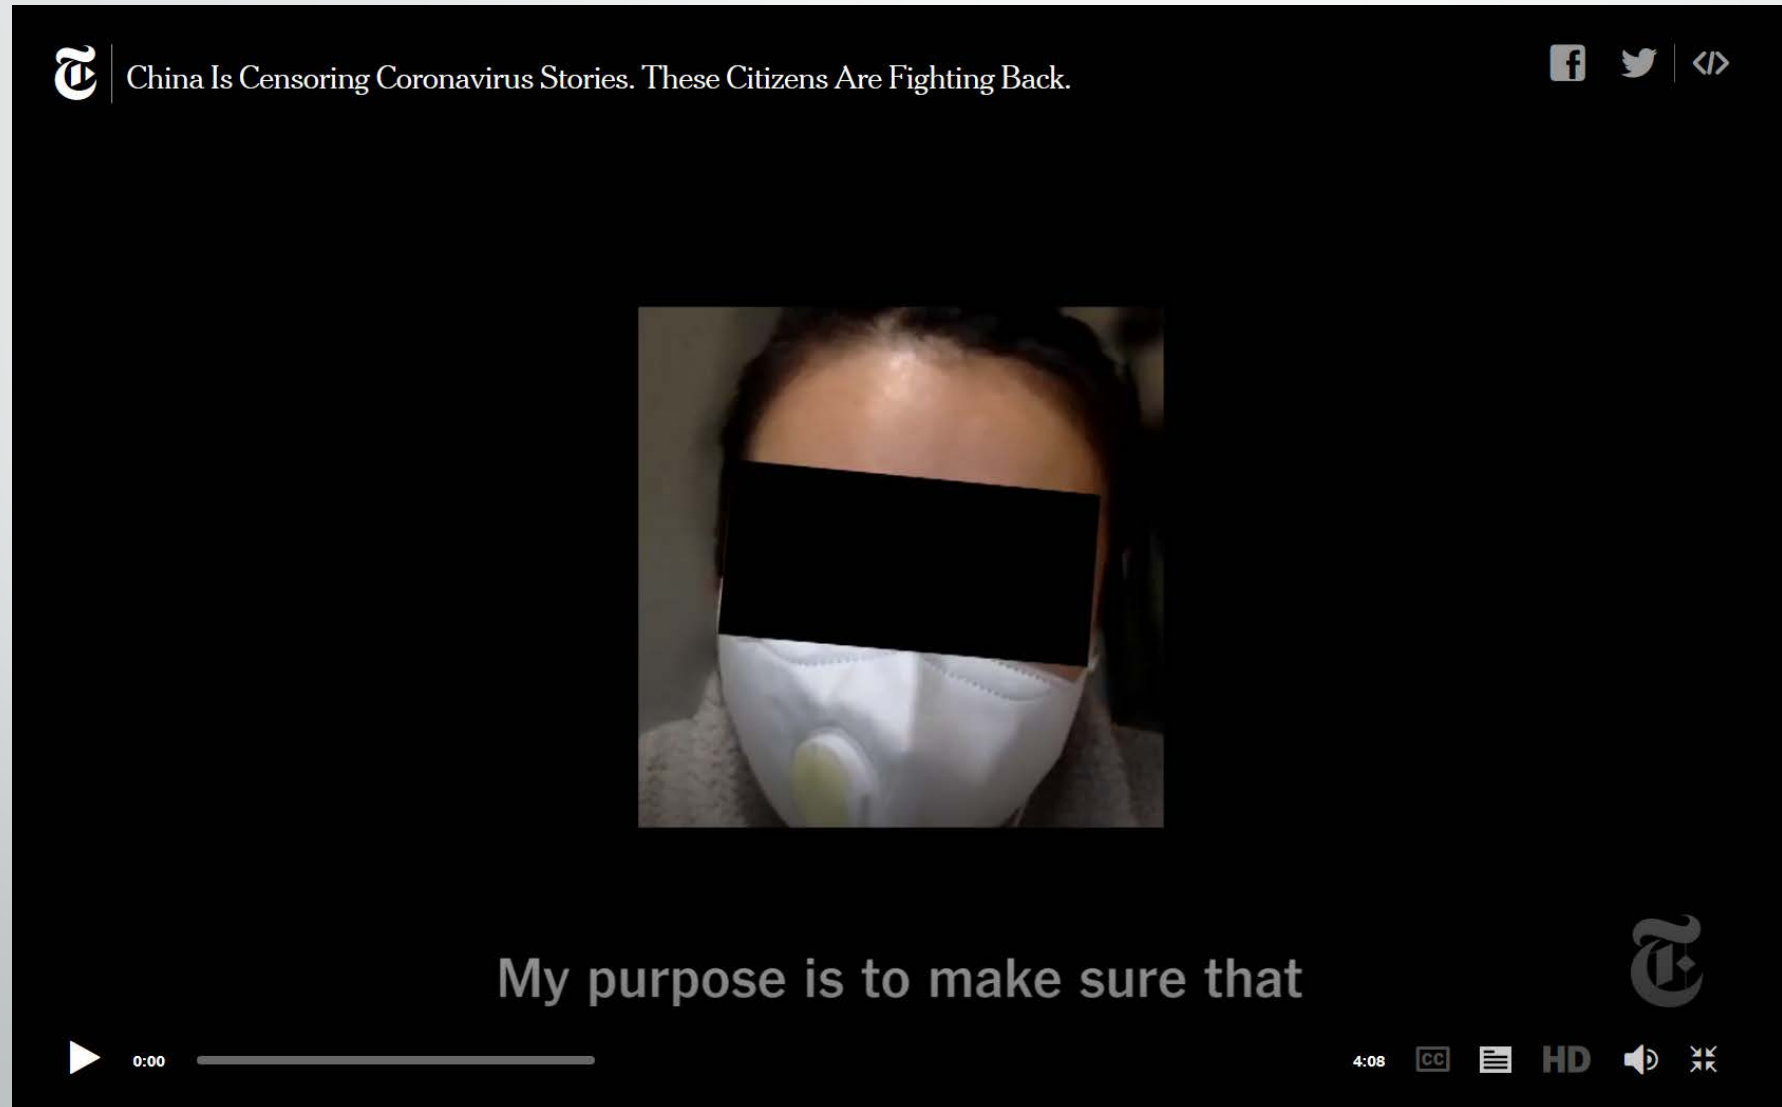 China Is Censoring Coronavirus Stories. These Citizens Are Fighting Back.
My purpose is to make sure that
0:00
4:08
CC
HD